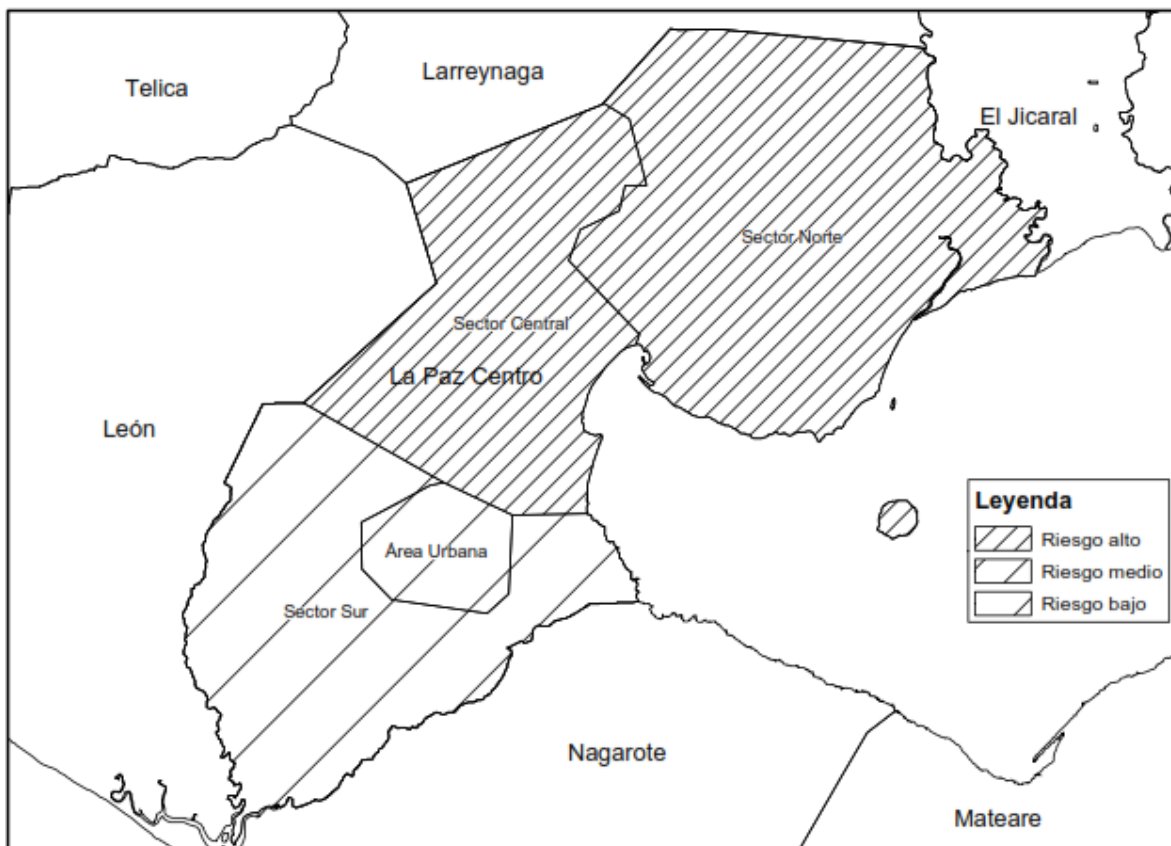 Telica
Larreynaga
El Jicaral
Sector Norte
Sector Central
La Paz Centro
León
Área Urbana
Sector Sur
Nagarote
Mateare
Leyenda
Riesgo alto
Riesgo medio
Riesgo bajo